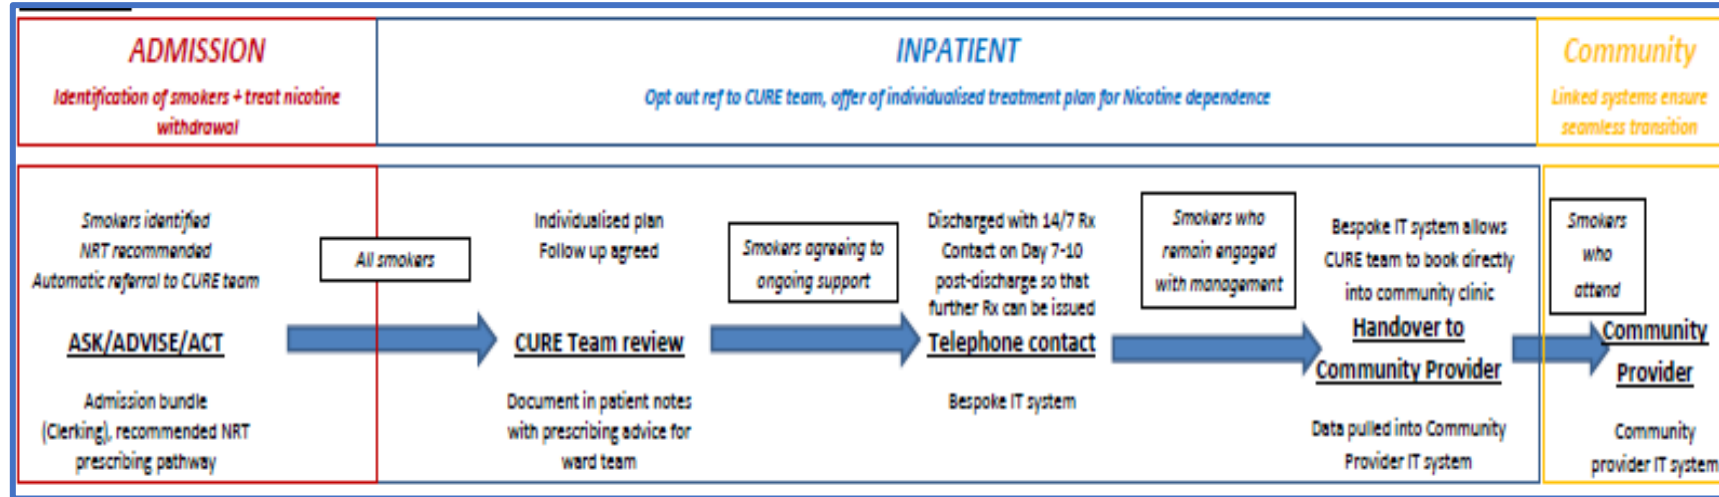 ADMISSION
Identification of smokers + treat nicotine
withdrawal
INPATIENT
Opt out ref to CURE team, offer of individualised treatment plan for Nicotine dependence
Community
Linked systems ensure
seamless transition
Smokers identified
NRT recommended
Automatic referral to CURE team
ASK/ADVISE/ACT
Admission bundle
(Clerking), recommended NRT
prescribing pathway
All smokers
Individualised plan
Follow up agreed
CURE Team review
Document in patient notes
with prescribing advice for
ward team
Smokers agreeing to
ongoing support
Discharged with 14/7 Rx
Contact on Day 7-10
post-discharge so that
further Rx can be issued
Telephone contact
Bespoke IT system
Smokers who
remain engaged
with management
Bespoke IT system allows
CURE team to book directly
into community clinic
Handover to
Community Provider
Data pulled into Community
Provider IT system
Smokers
who
attend
Community
Provider
Community
provider IT system